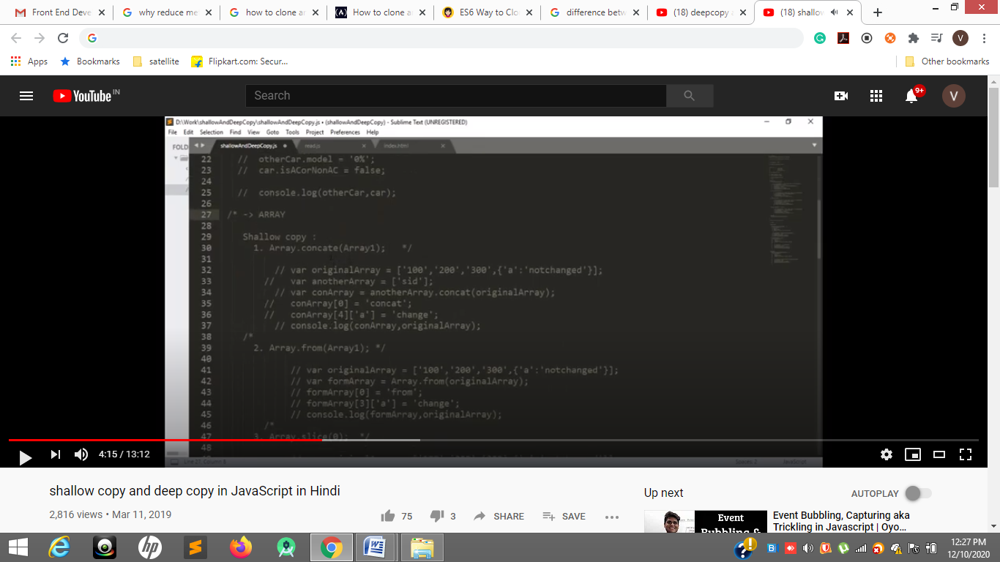 Front End Deve
why reduce me
how to clone ar
How to clone a
ES6 Way to Clo
difference betw
(18) deepcopy a
(18) shallow
Apps
Bookmarks
satellite
Flipkart.com: Secur...
Other bookmarks
V
YouTube IN
Search
9+
V
D:\Work\shallowAndDeepCopy\shallowAndDeepCopy.js • (shallowAndDeepCopy) - Sublime Text (UNREGISTERED)
File Edit Selection Find View Goto Tools Project Preferences Help
FOLD
shallowAndDeepCopy.js
read.js
index.html
22 // otherCar.model = '0%';
23 // car.isACorNonAC = false;
24
25 // console.log(otherCar,car);
26
27 /* -> ARRAY
28
29 Shallow copy :
30 1. Array.concate(Array1); */
31
32 // var originalArray = ['100','200','300',{'a':'notchanged'}];
33 // var anotherArray = ['sid'];
34 // var conArray = anotherArray.concat(originalArray);
35 // conArray[0] = 'concat';
36 // conArray[4]['a'] = 'change';
37 // console.log(conArray,originalArray);
38 /*
39 2. Array.from(Array1); */
40
41 // var originalArray = ['100','200','300',{'a':'notchanged'}];
42 // var formArray = Array.from(originalArray);
43 // formArray[0] = 'from';
44 // formArray[3]['a'] = 'change';
45 // console.log(formArray,originalArray);
46 /*
47 3. Array.slice(0); */
48
4:15 / 13:12
shallow copy and deep copy in JavaScript in Hindi
2,816 views • Mar 11, 2019
75
3
SHARE
SAVE
Up next
AUTOPLAY
Event
Bubbling &
Event Bubbling, Capturing aka
Trickling in Javascript | Oyo...
12:27 PM
12/10/2020